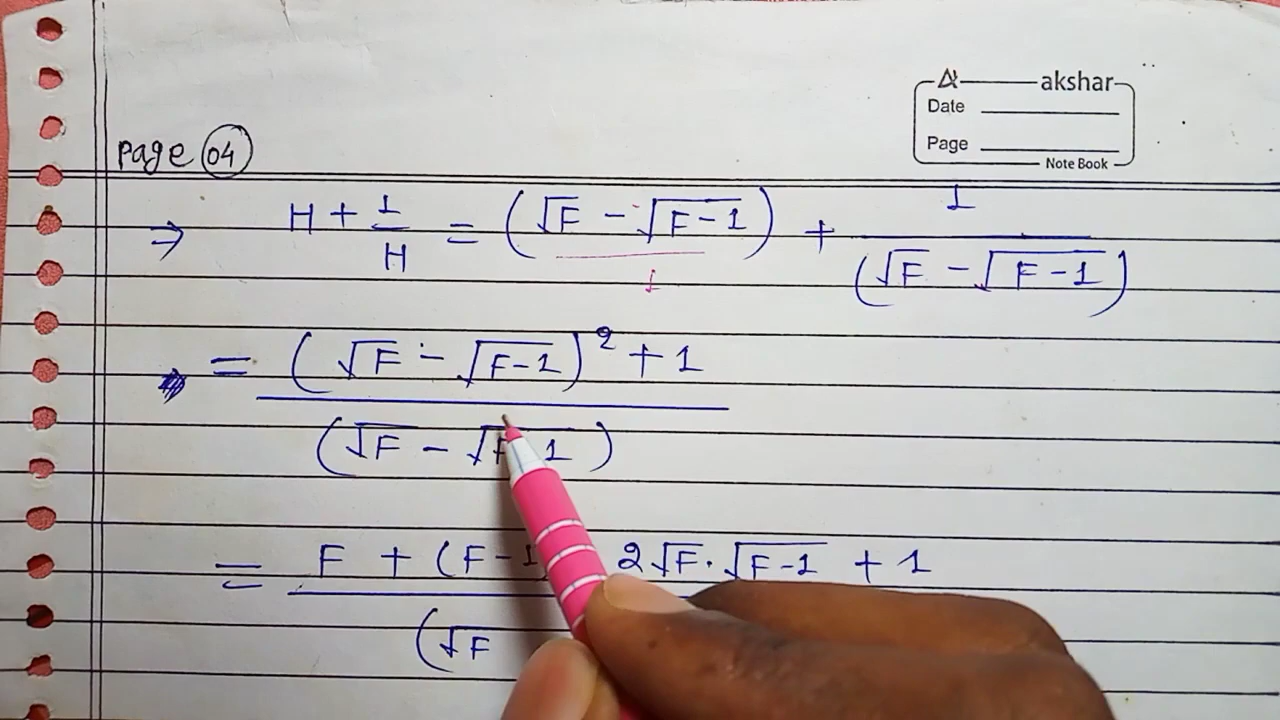 akshar
Date
Page
Note Book
Page 04
⇒ H + 1/H = (√F - √(F-1)) / 1 + 1 / (√F - √(F-1))
= ((√F - √(F-1))² + 1) / (√F - √(F-1))
= F + (F-1 2√F·√(F-1) + 1
(√F